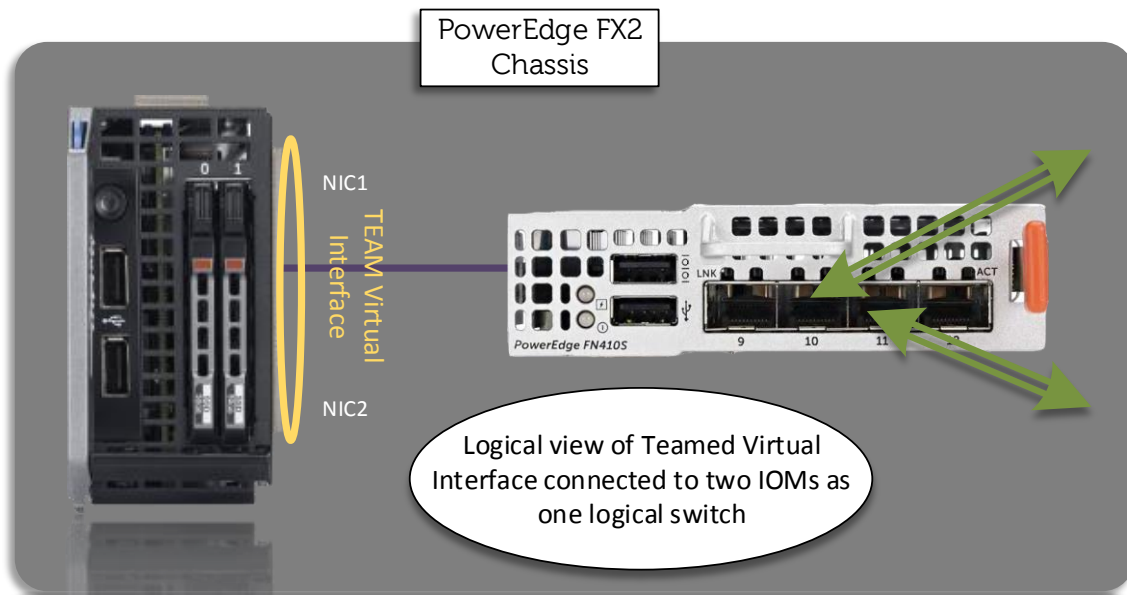 PowerEdge FX2
Chassis
0 1
NIC1
TEAM Virtual
Interface
NIC2
LNK
ACT
9 10 11
PowerEdge FN410S
Logical view of Teamed Virtual
Interface connected to two IOMs as
one logical switch